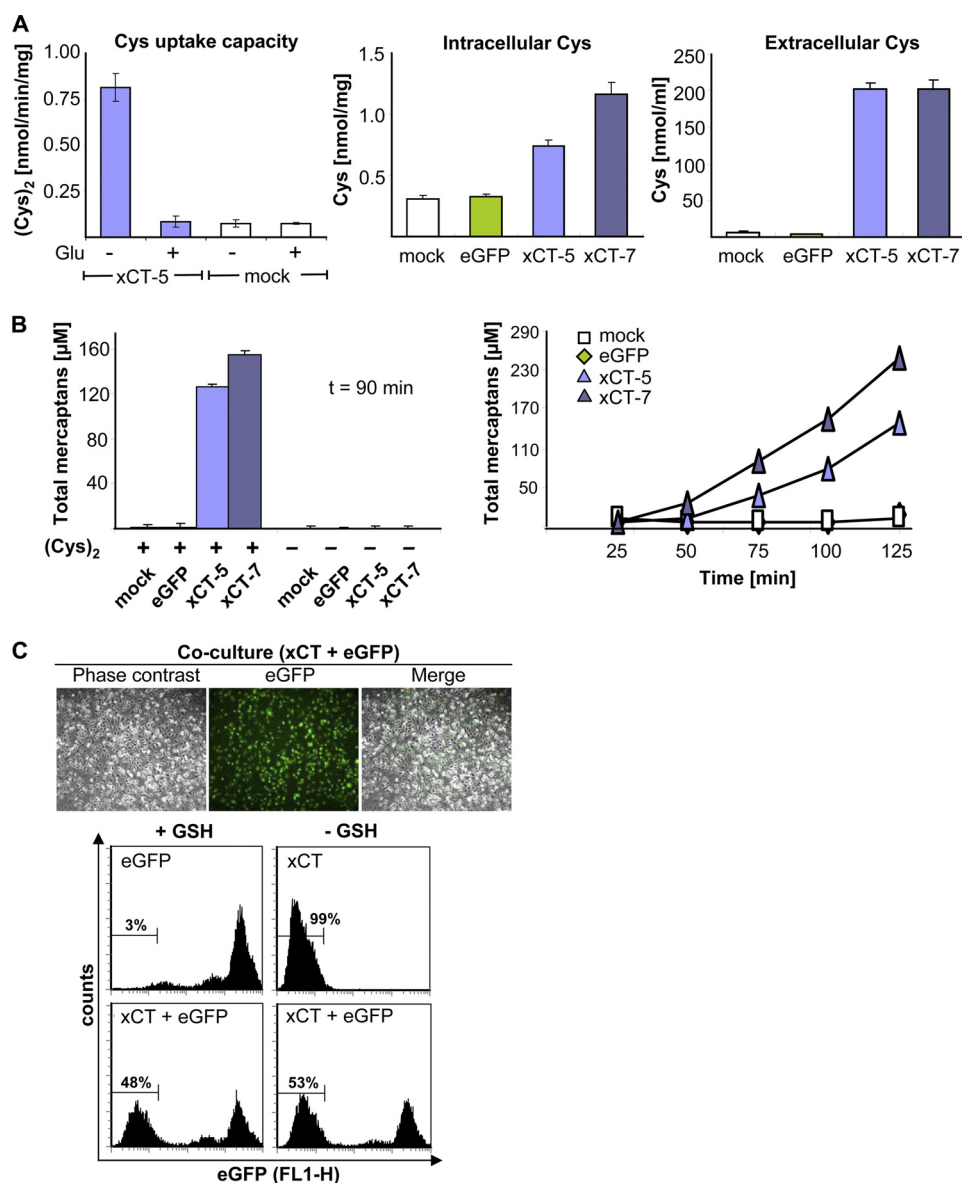 A
Cys uptake capacity
(Cys)2 [nmol/min/mg]
1.00
0.75
0.50
0.25
Glu - + - +
xCT-5 mock
Intracellular Cys
Cys [nmol/mg]
1.5
1.0
0.5
mock eGFP xCT-5 xCT-7
Extracellular Cys
Cys [nmol/ml]
200
150
100
50
mock eGFP xCT-5 xCT-7
B
Total mercaptans [µM]
160
120
80
40
t = 90 min
(Cys)2 + + + + – – – –
mock eGFP xCT-5 xCT-7 mock eGFP xCT-5 xCT-7
Total mercaptans [µM]
290
230
170
110
50
mock
eGFP
xCT-5
xCT-7
25 50 75 100 125
Time [min]
C
Co-culture (xCT + eGFP)
Phase contrast eGFP Merge
+ GSH - GSH
eGFP xCT
3% 99%
xCT + eGFP xCT + eGFP
48% 53%
counts
eGFP (FL1-H)